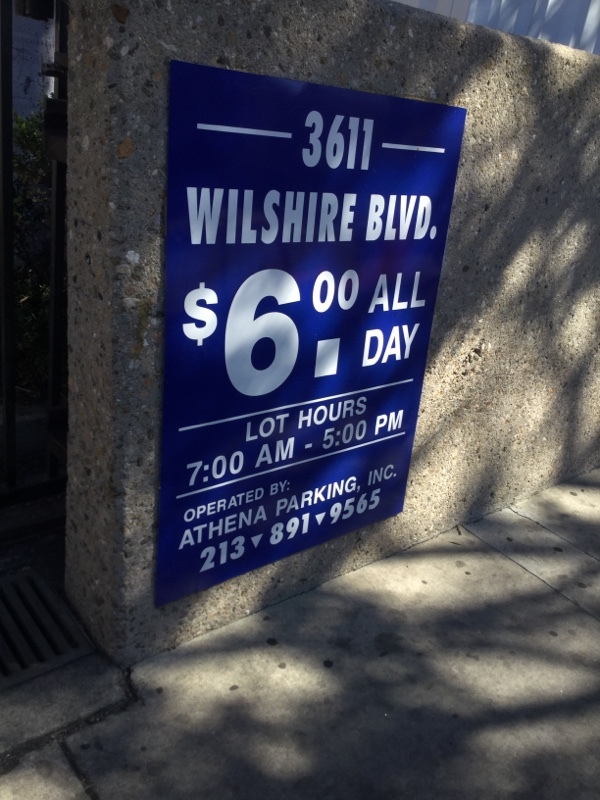 3611
WILSHIRE BLVD.
$6.00 ALL DAY
LOT HOURS
7:00 AM - 5:00 PM
OPERATED BY:
ATHENA PARKING, INC.
213▾891▾9565